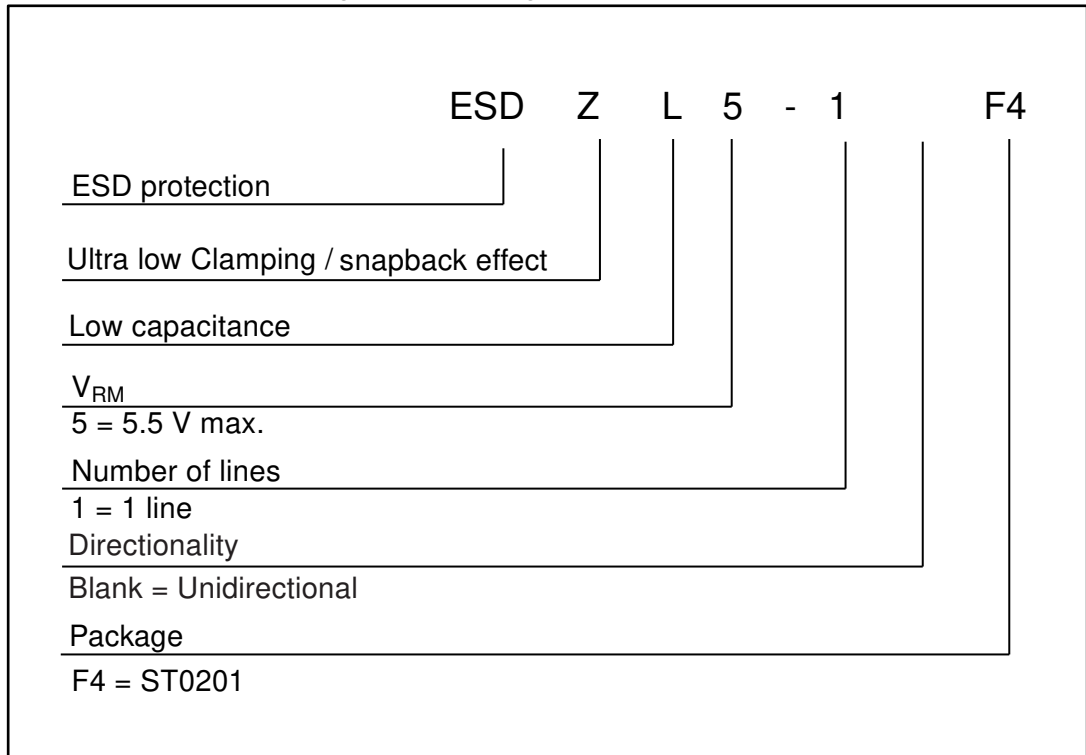 ESD Z L 5 - 1 F4
ESD protection
Ultra low Clamping / snapback effect
Low capacitance
VRM
5 = 5.5 V max.
Number of lines
1 = 1 line
Directionality
Blank = Unidirectional
Package
F4 = ST0201